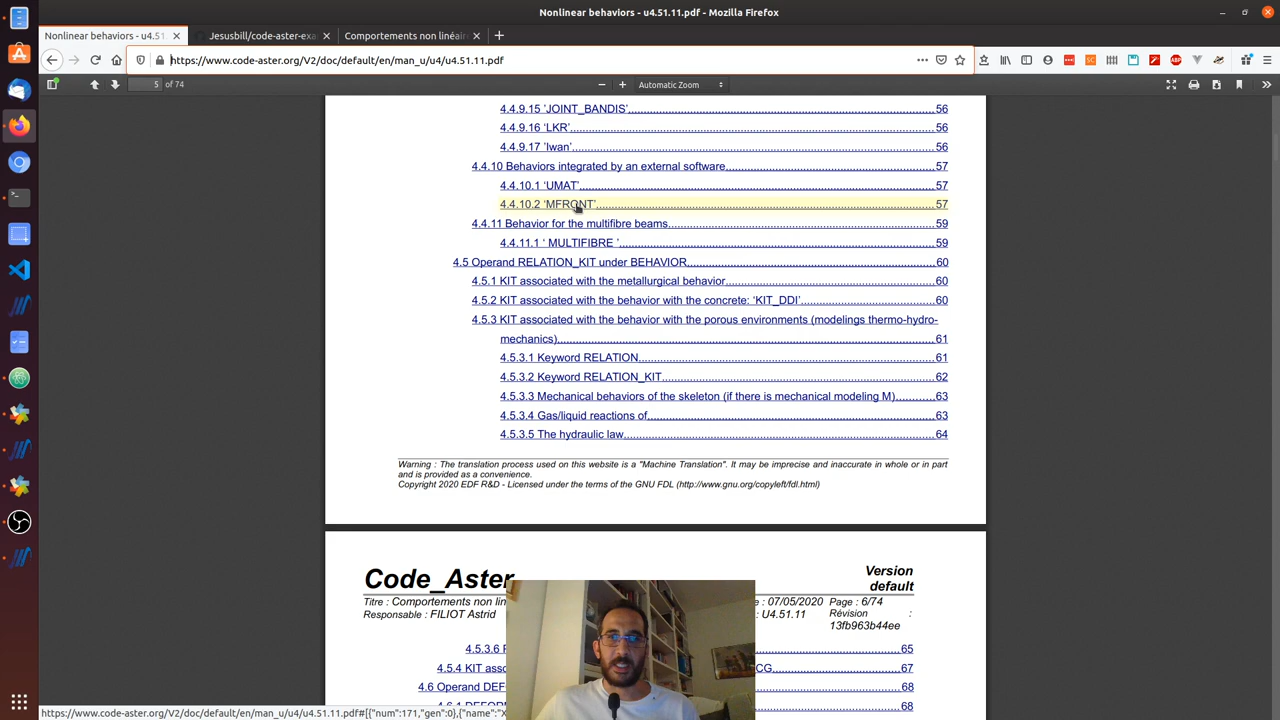 Nonlinear behaviors - u4.51.11.pdf - Mozilla Firefox
Nonlinear behaviors - u4.51
Jesusbill/code-aster-exa
Comportements non linéaire
https://www.code-aster.org/V2/doc/default/en/man_u/u4/u4.51.11.pdf
5 of 74
Automatic Zoom
4.4.9.15 'JOINT_BANDIS'...56
4.4.9.16 'LKR'...56
4.4.9.17 'Iwan'...56
4.4.10 Behaviors integrated by an external software...57
4.4.10.1 'UMAT'...57
4.4.10.2 'MFRONT'...57
4.4.11 Behavior for the multifibre beams...59
4.4.11.1 ' MULTIFIBRE '...59
4.5 Operand RELATION_KIT under BEHAVIOR...60
4.5.1 KIT associated with the metallurgical behavior...60
4.5.2 KIT associated with the behavior with the concrete: 'KIT_DDI'...60
4.5.3 KIT associated with the behavior with the porous environments (modelings thermo-hydro-
mechanics)...61
4.5.3.1 Keyword RELATION...61
4.5.3.2 Keyword RELATION_KIT...62
4.5.3.3 Mechanical behaviors of the skeleton (if there is mechanical modeling M)...63
4.5.3.4 Gas/liquid reactions of...63
4.5.3.5 The hydraulic law...64
Warning : The translation process used on this website is a "Machine Translation". It may be imprecise and inaccurate in whole or in part
and is provided as a convenience.
Copyright 2020 EDF R&D - Licensed under the terms of the GNU FDL (http://www.gnu.org/copyleft/fdl.html)
Code_Aster
Version
default
Titre : Comportements non lin
e : 07/05/2020 Page : 6/74
Responsable : FILIOT Astrid
: U4.51.11
Révision :
13fb963b44ee
4.5.3.6
65
4.5.4 KIT asso
CG...67
4.6 Operand DEF
68
68
https://www.code-aster.org/V2/doc/default/en/man_u/u4/u4.51.11.pdf#[{"num":171,"gen":0},{"name":"X